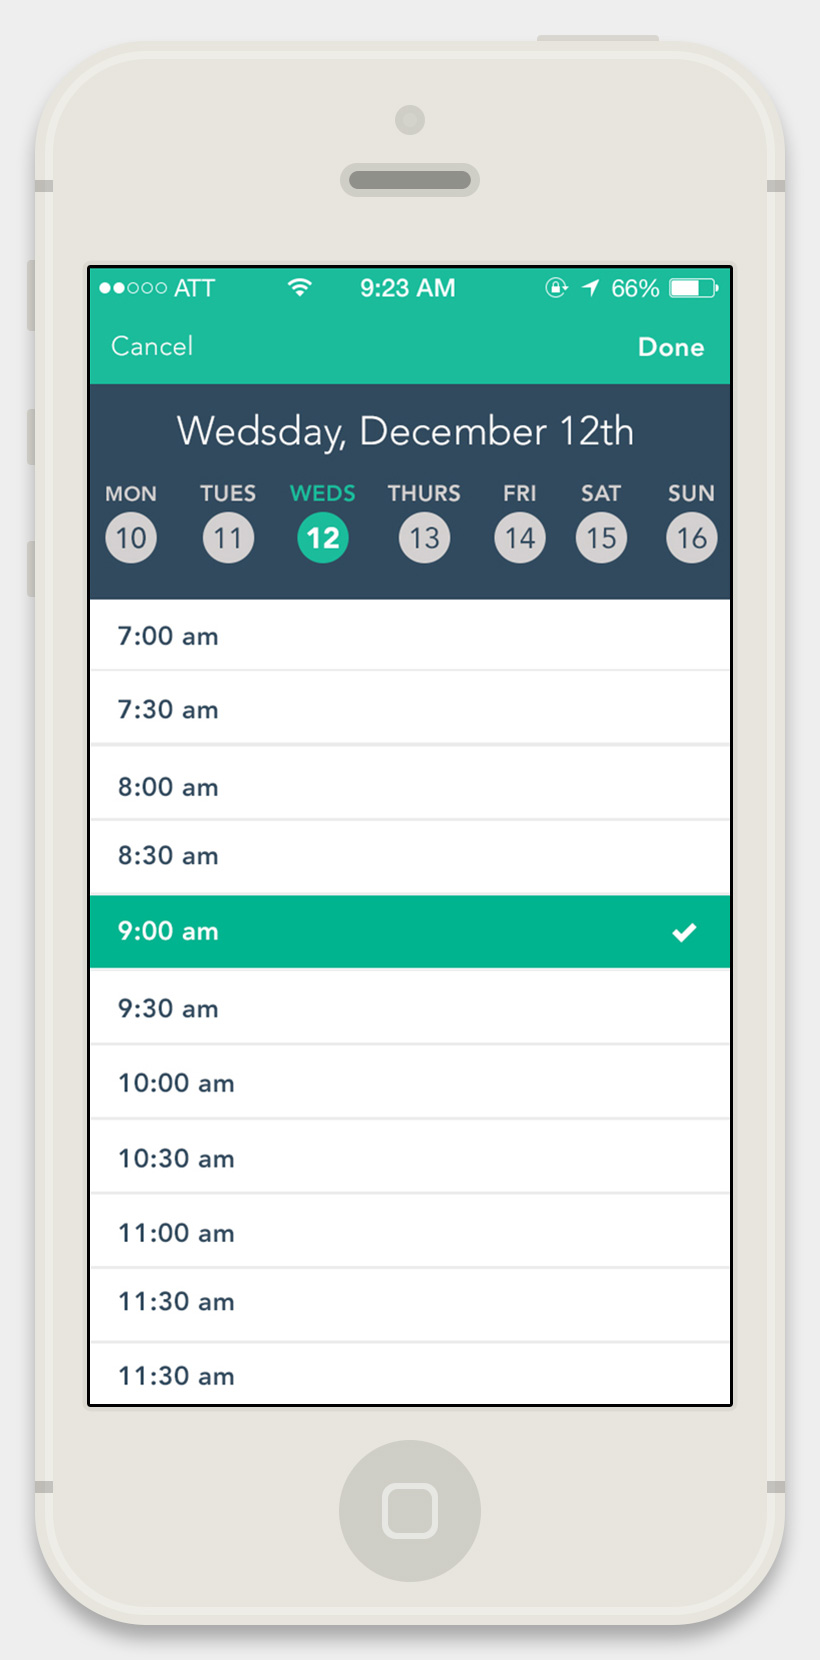 ATT 9:23 AM 66%
Cancel Done
Wedsday, December 12th
MON TUES WEDS THURS FRI SAT SUN
10 11 12 13 14 15 16
7:00 am
7:30 am
8:00 am
8:30 am
9:00 am
9:30 am
10:00 am
10:30 am
11:00 am
11:30 am
11:30 am